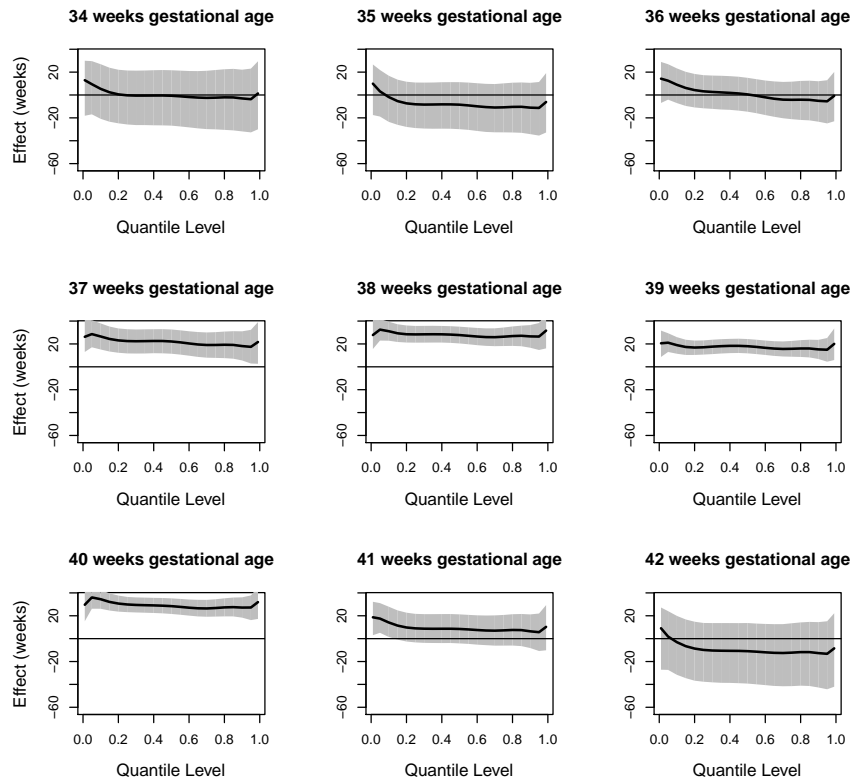 34 weeks gestational age
35 weeks gestational age
36 weeks gestational age
Effect (weeks)
20
−20
−60
20
−20
−60
20
−20
−60
0.0 0.2 0.4 0.6 0.8 1.0
0.0 0.2 0.4 0.6 0.8 1.0
0.0 0.2 0.4 0.6 0.8 1.0
Quantile Level
Quantile Level
Quantile Level
37 weeks gestational age
38 weeks gestational age
39 weeks gestational age
Effect (weeks)
20
−20
−60
20
−20
−60
20
−20
−60
0.0 0.2 0.4 0.6 0.8 1.0
0.0 0.2 0.4 0.6 0.8 1.0
0.0 0.2 0.4 0.6 0.8 1.0
Quantile Level
Quantile Level
Quantile Level
40 weeks gestational age
41 weeks gestational age
42 weeks gestational age
Effect (weeks)
20
−20
−60
20
−20
−60
20
−20
−60
0.0 0.2 0.4 0.6 0.8 1.0
0.0 0.2 0.4 0.6 0.8 1.0
0.0 0.2 0.4 0.6 0.8 1.0
Quantile Level
Quantile Level
Quantile Level